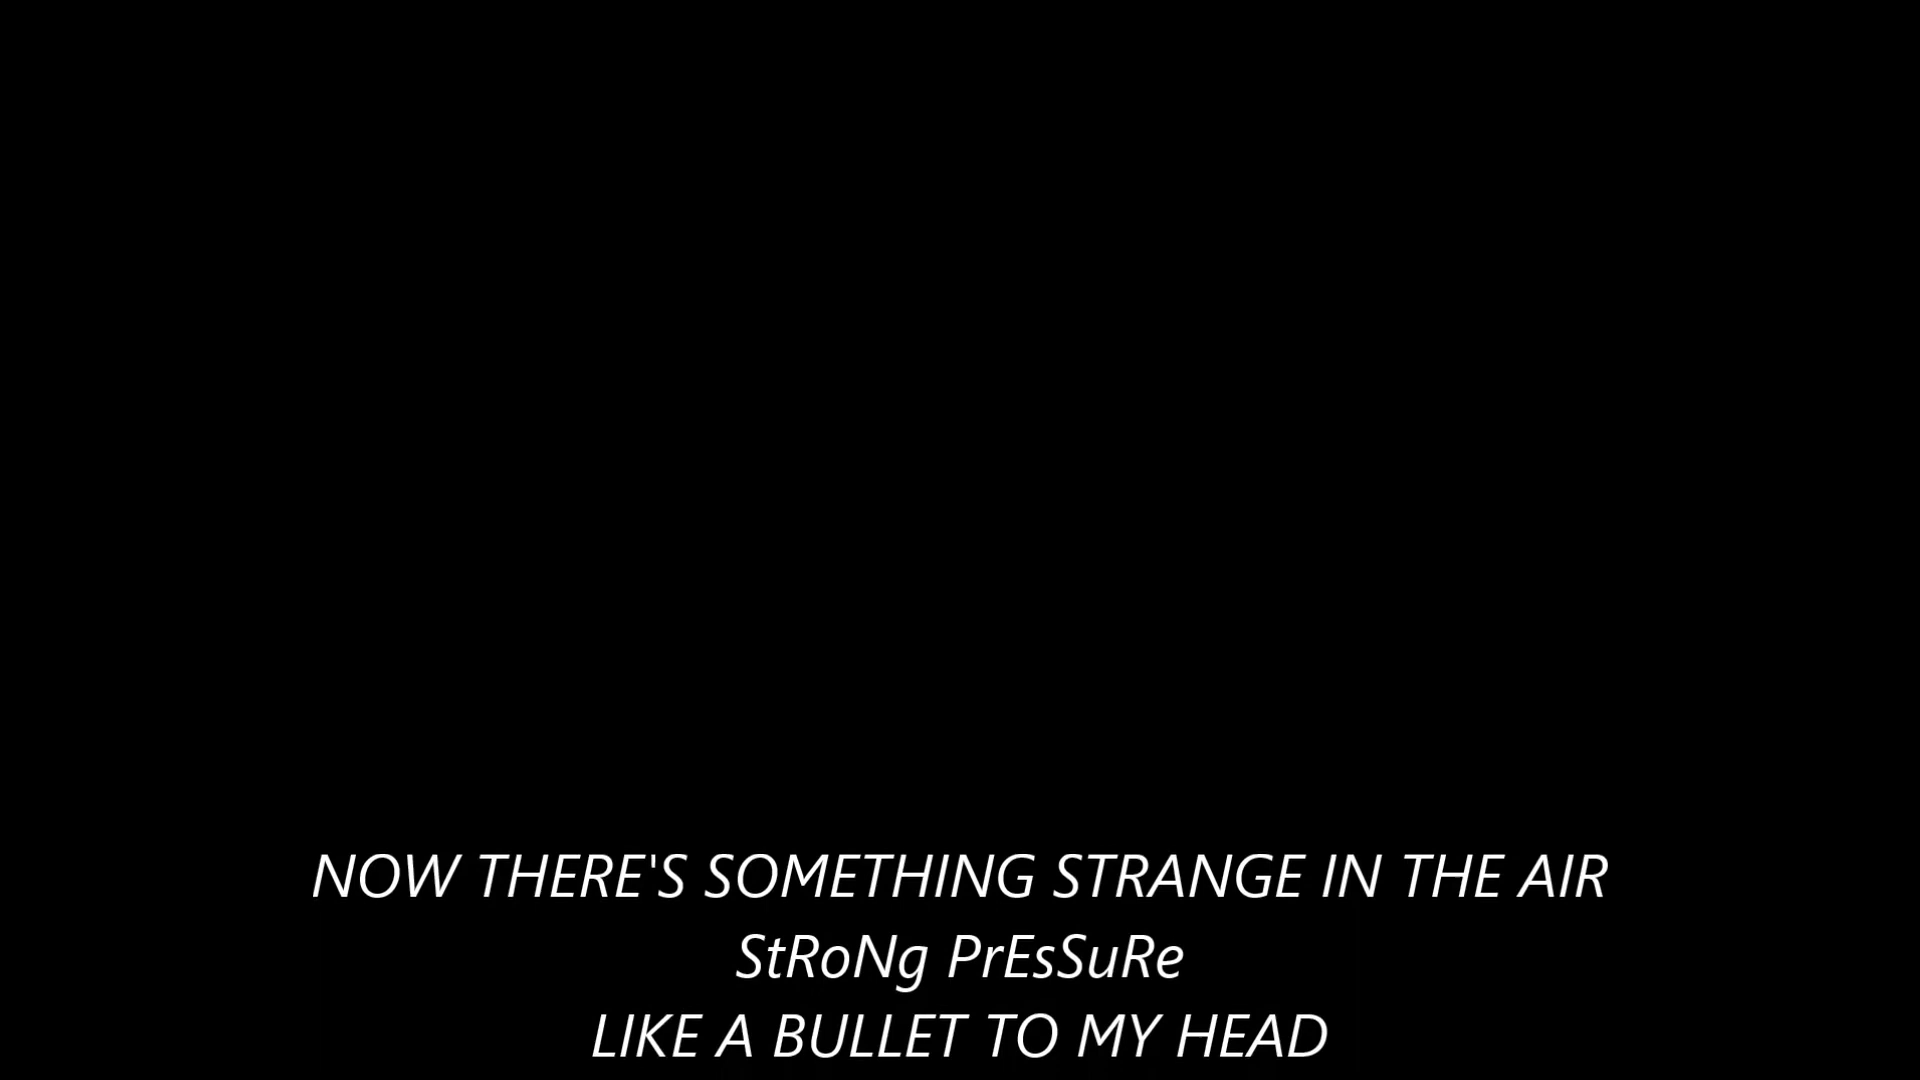 NOW THERE'S SOMETHING STRANGE IN THE AIR
StRoNg PrEsSuRe
LIKE A BULLET TO MY HEAD